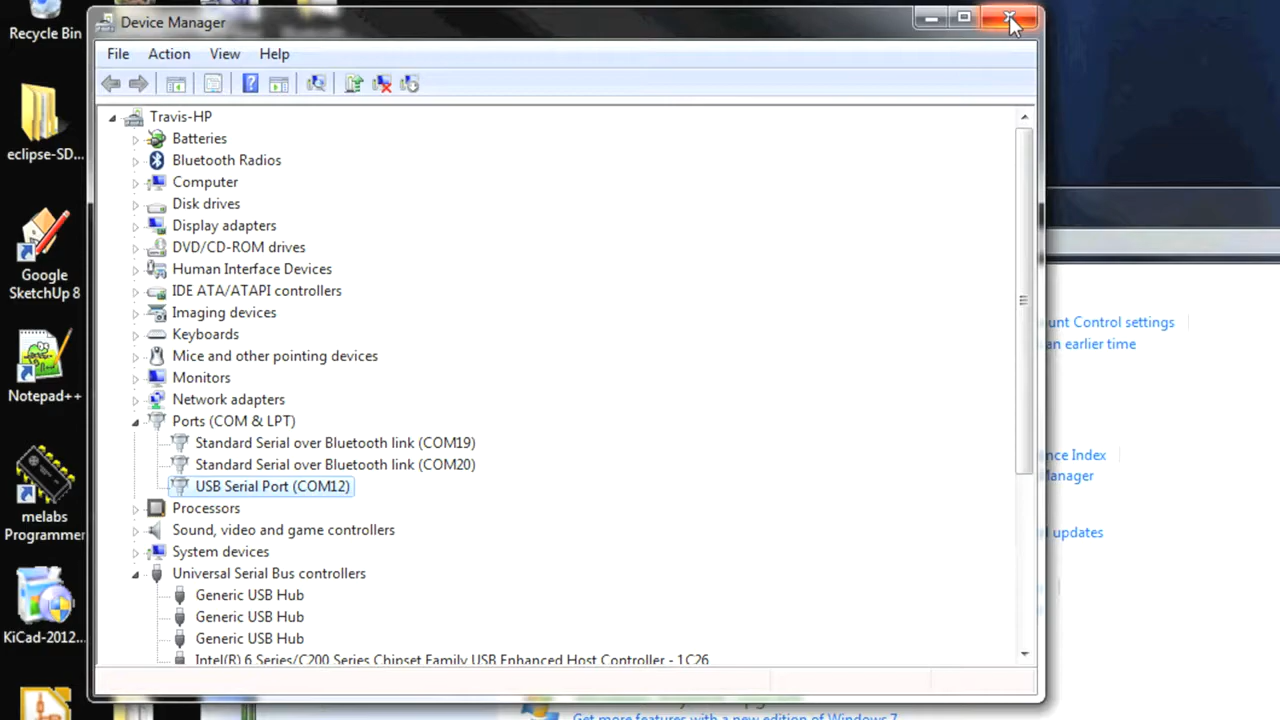 Recycle Bin
eclipse-SD...
Google
SketchUp 8
Notepad++
melabs
Programmer
KiCad-2012...
Device Manager
File Action View Help
Travis-HP
Batteries
Bluetooth Radios
Computer
Disk drives
Display adapters
DVD/CD-ROM drives
Human Interface Devices
IDE ATA/ATAPI controllers
Imaging devices
Keyboards
Mice and other pointing devices
Monitors
Network adapters
Ports (COM & LPT)
Standard Serial over Bluetooth link (COM19)
Standard Serial over Bluetooth link (COM20)
USB Serial Port (COM12)
Processors
Sound, video and game controllers
System devices
Universal Serial Bus controllers
Generic USB Hub
Generic USB Hub
Generic USB Hub
Intel(R) 6 Series/C200 Series Chipset Family USB Enhanced Host Controller - 1C26
unt Control settings
an earlier time
nce Index
anager
l updates
Get more features with a new edition of Windows 7